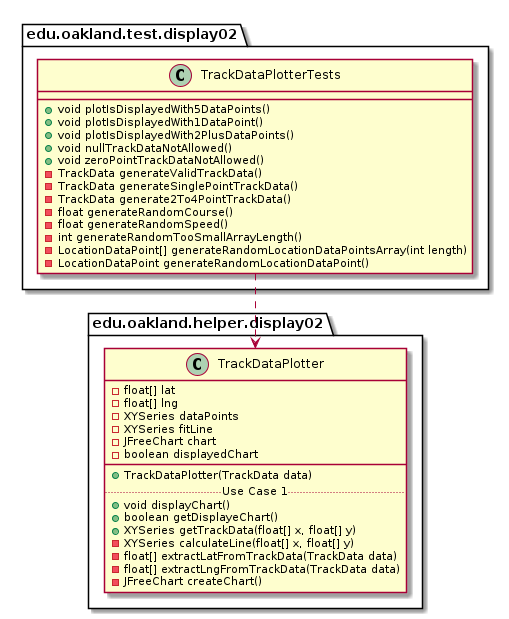 edu.oakland.test.display02
C TrackDataPlotterTests
void plotIsDisplayedWith5DataPoints()
void plotIsDisplayedWith1DataPoint()
void plotIsDisplayedWith2PlusDataPoints()
void nullTrackDataNotAllowed()
void zeroPointTrackDataNotAllowed()
TrackData generateValidTrackData()
TrackData generateSinglePointTrackData()
TrackData generate2To4PointTrackData()
float generateRandomCourse()
float generateRandomSpeed()
int generateRandomTooSmallArrayLength()
LocationDataPoint[] generateRandomLocationDataPointsArray(int length)
LocationDataPoint generateRandomLocationDataPoint()
edu.oakland.helper.display02
C TrackDataPlotter
float[] lat
float[] lng
XYSeries dataPoints
XYSeries fitLine
JFreeChart chart
boolean displayedChart
TrackDataPlotter(TrackData data)
Use Case 1
void displayChart()
boolean getDisplayeChart()
XYSeries getTrackData(float[] x, float[] y)
XYSeries calculateLine(float[] x, float[] y)
float[] extractLatFromTrackData(TrackData data)
float[] extractLngFromTrackData(TrackData data)
JFreeChart createChart()